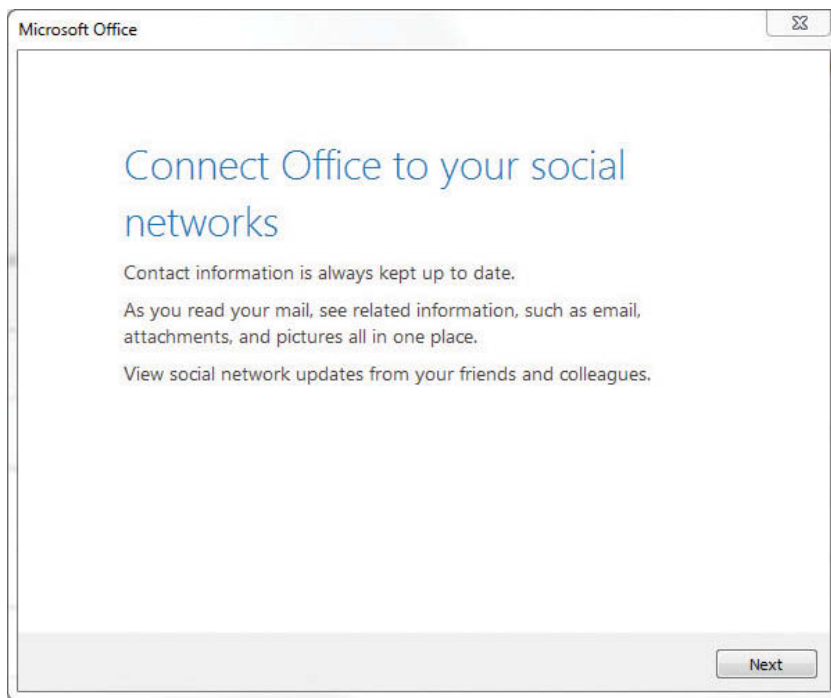 Microsoft Office
Connect Office to your social
networks
Contact information is always kept up to date.
As you read your mail, see related information, such as email,
attachments, and pictures all in one place.
View social network updates from your friends and colleagues.
Next